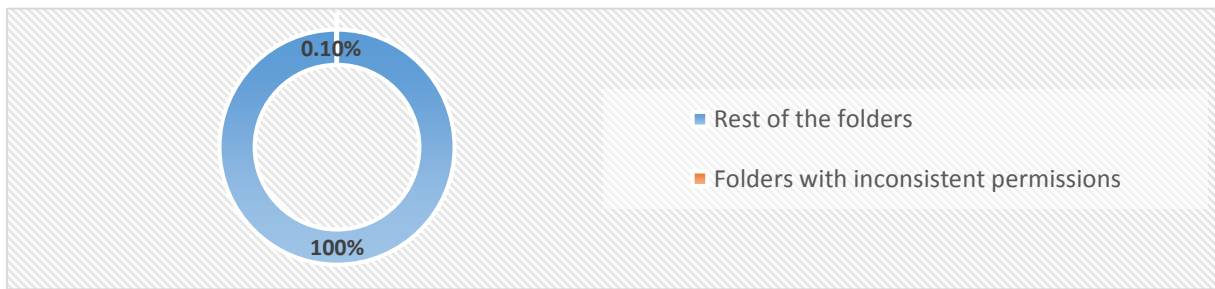 0.10%
100%
Rest of the folders
Folders with inconsistent permissions